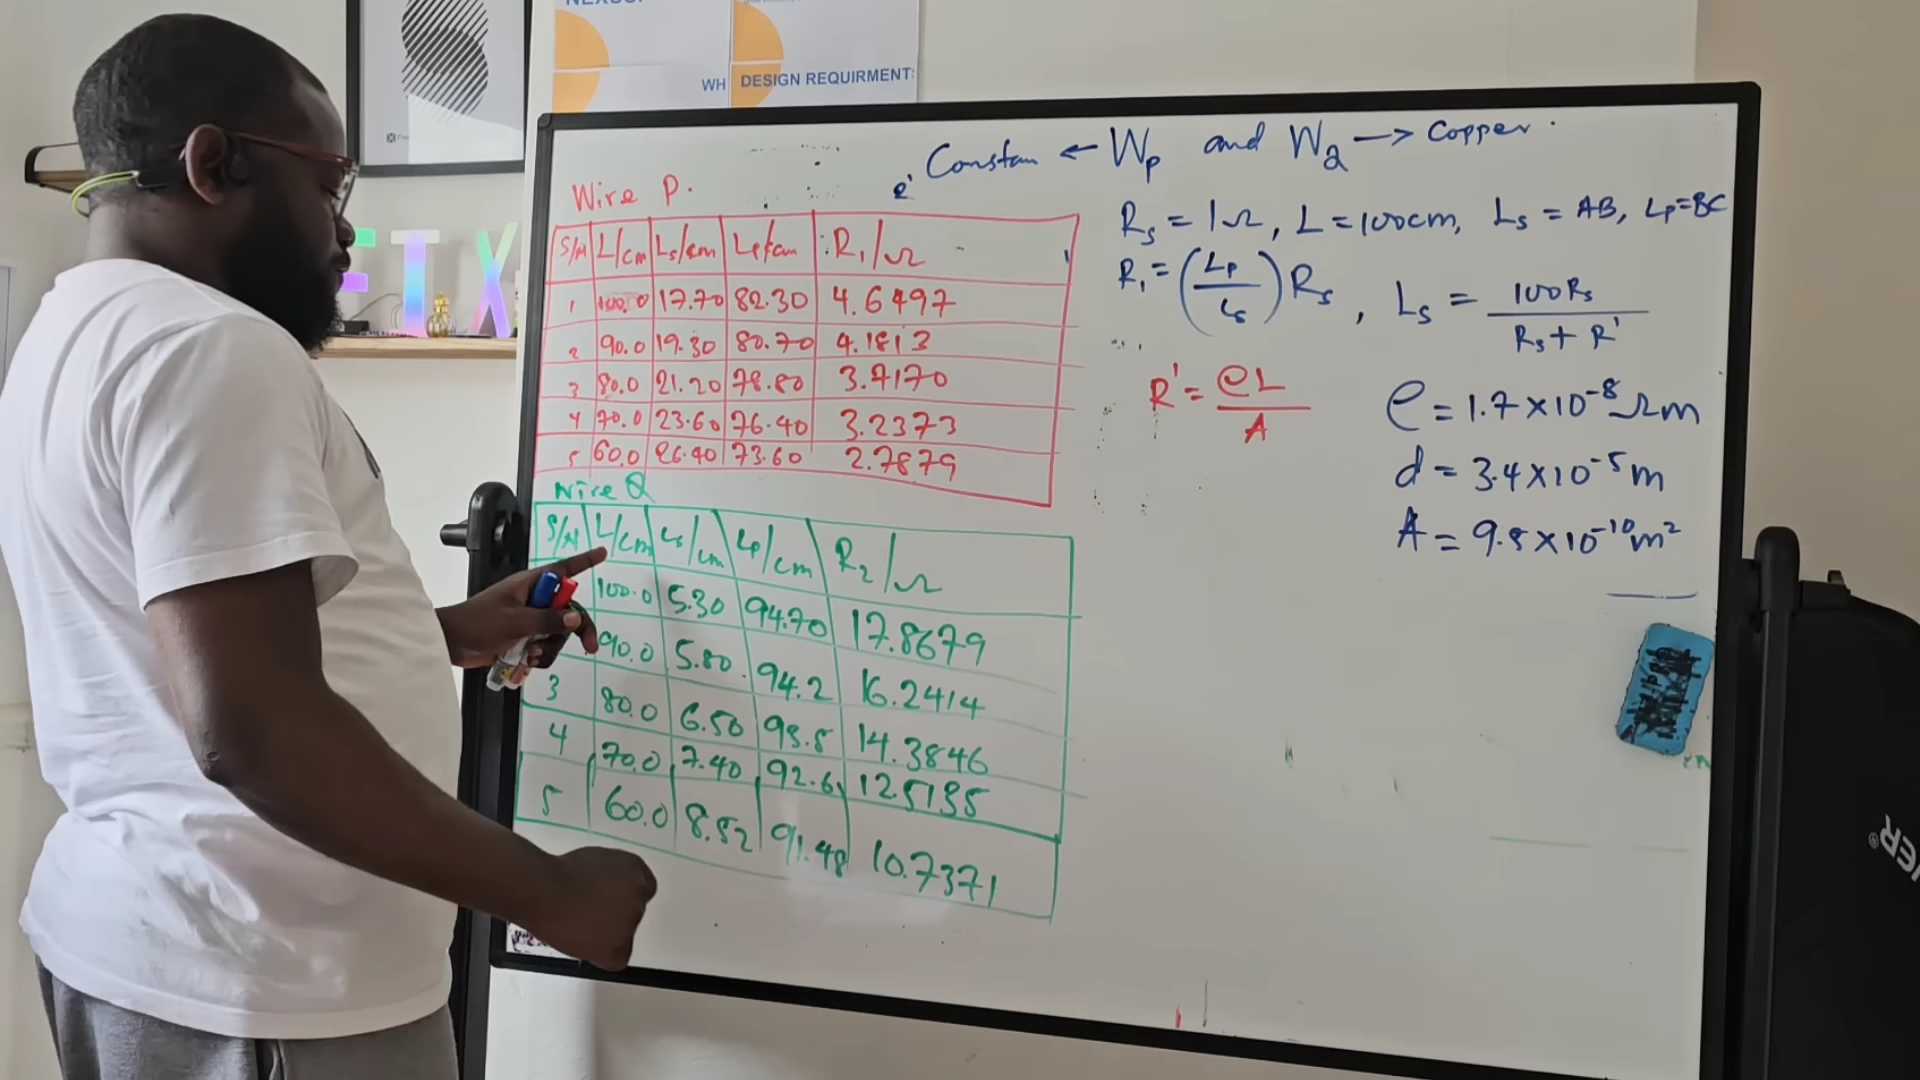 DESIGN REQUIRMENT:
WH
Constan ← Wp and W2 → Copper.
e'
Wire P.
Rs = 1Ω, L = 100cm, Ls = AB, Lp = BC
S/N L/cm Ls/cm Lp/cm R1/Ω
R1 = (Lp/Ls) Rs, Ls = 100Rs / Rs + R'
1 100.0 17.70 82.30 4.6497
2 90.0 19.30 80.70 4.1813
3 80.0 21.20 78.80 3.7170
R' = ρL / A
ρ = 1.7 × 10⁻⁸ Ωm
4 70.0 23.60 76.40 3.2373
5 60.0 26.40 73.60 2.7879
d = 3.4 × 10⁻⁵ m
Wire Q
A = 9.8 × 10⁻¹⁰ m²
S/N L/cm Ls/cm Lp/cm R2/Ω
100.0 5.30 94.70 17.8679
90.0 5.80 94.2 16.2414
3 80.0 6.50 93.5 14.3846
4 70.0 7.40 92.6 12.5135
5 60.0 8.52 91.48 10.7371